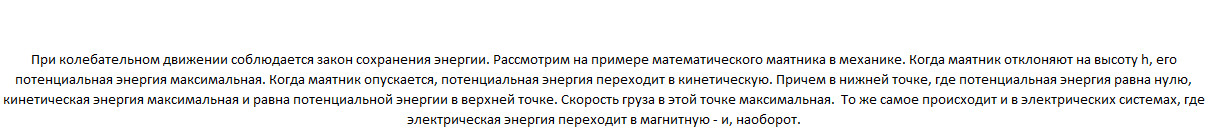 При колебательном движении соблюдается закон сохранения энергии. Рассмотрим на примере математического маятника в механике. Когда маятник отклоняют на высоту h, его
потенциальная энергия максимальная. Когда маятник опускается, потенциальная энергия переходит в кинетическую. Причем в нижней точке, где потенциальная энергия равна нулю,
кинетическая энергия максимальная и равна потенциальной энергии в верхней точке. Скорость груза в этой точке максимальная.  То же самое происходит и в электрических системах, где
электрическая энергия переходит в магнитную - и, наоборот.